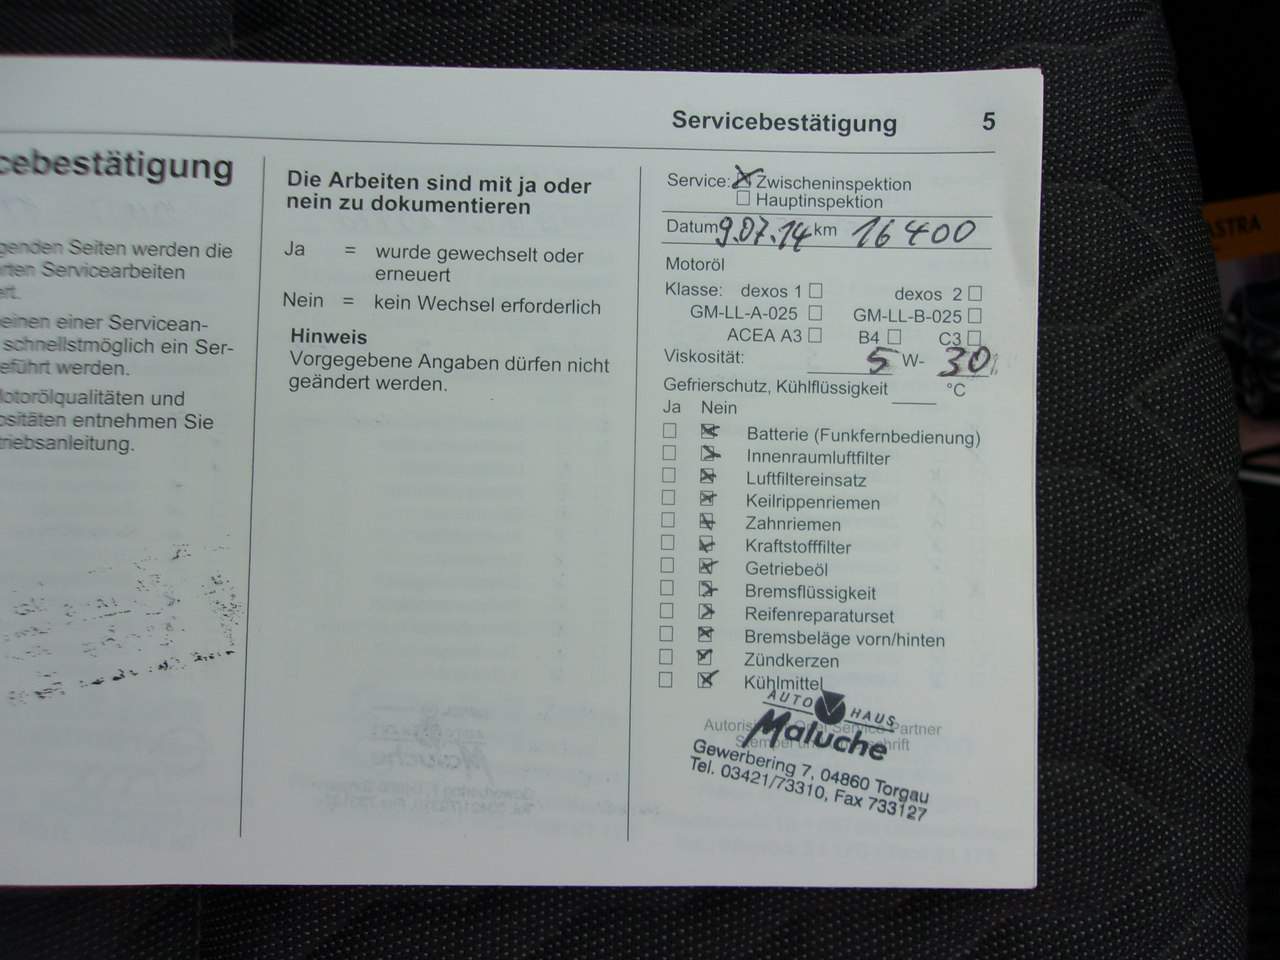 Servicebestätigung 5
cebestätigung
genden Seiten werden die
rten Servicearbeiten
rt.
einen einer Servicean-
schnellstmöglich ein Ser-
eführt werden.
Motorölqualitäten und
ositäten entnehmen Sie
triebsanleitung.
Die Arbeiten sind mit ja oder
nein zu dokumentieren
Ja = wurde gewechselt oder
erneuert
Nein = kein Wechsel erforderlich
Hinweis
Vorgegebene Angaben dürfen nicht
geändert werden.
Service: Zwischeninspektion
Hauptinspektion
Datum 9.07.14 km 16400
Motoröl
Klasse: dexos 1 dexos 2
GM-LL-A-025 GM-LL-B-025
ACEA A3 B4 C3
Viskosität: 5 W- 30
Gefrierschutz, Kühlflüssigkeit °C
Ja Nein
Batterie (Funkfernbedienung)
Innenraumluftfilter
Luftfiltereinsatz
Keilrippenriemen
Zahnriemen
Kraftstofffilter
Getriebeöl
Bremsflüssigkeit
Reifenreparaturset
Bremsbeläge vorn/hinten
Zündkerzen
Kühlmittel
AUTO HAUS
Maluche
Gewerbering 7, 04860 Torgau
Tel. 03421/73310, Fax 733127
ASTRA